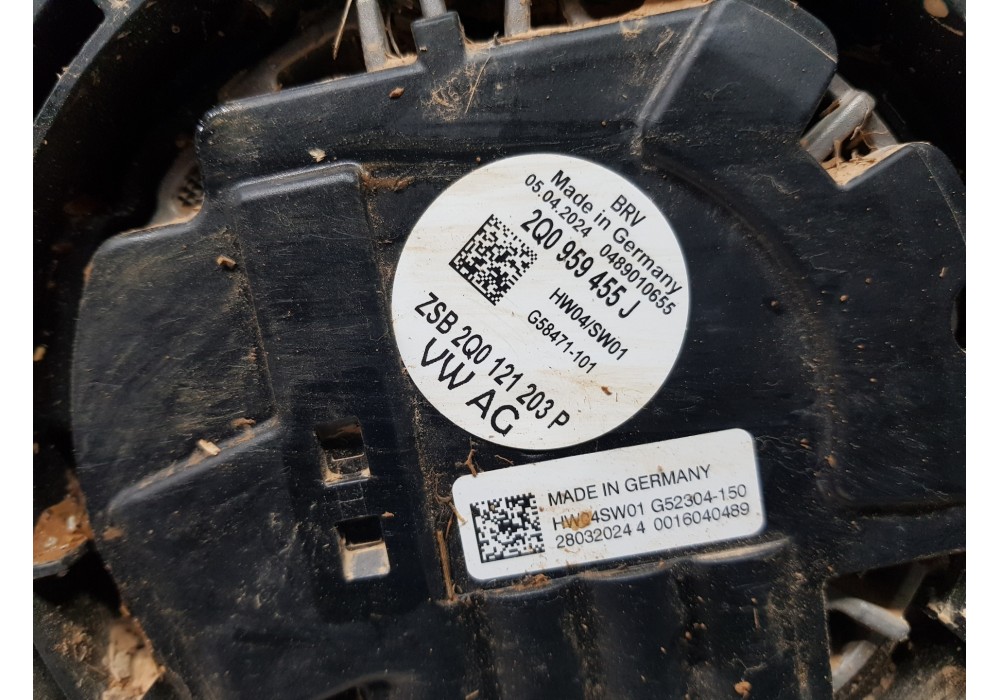 BRV
Made in Germany
05.04.2024 0489010655
2Q0 959 455 J
HW04/SW01
G58471-101
ZSB 2Q0 121 203 P
VW AG
MADE IN GERMANY
HW04SW01 G52304-150
28032024 4 0016040489